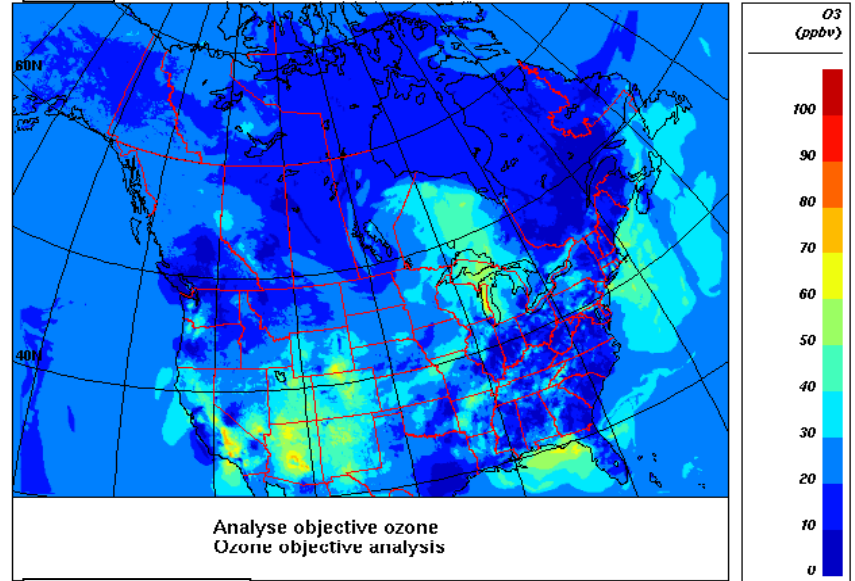 O3
(ppbv)
60N
100
90
80
70
60
50
40N
40
30
20
10
0
Analyse objective ozone
Ozone objective analysis